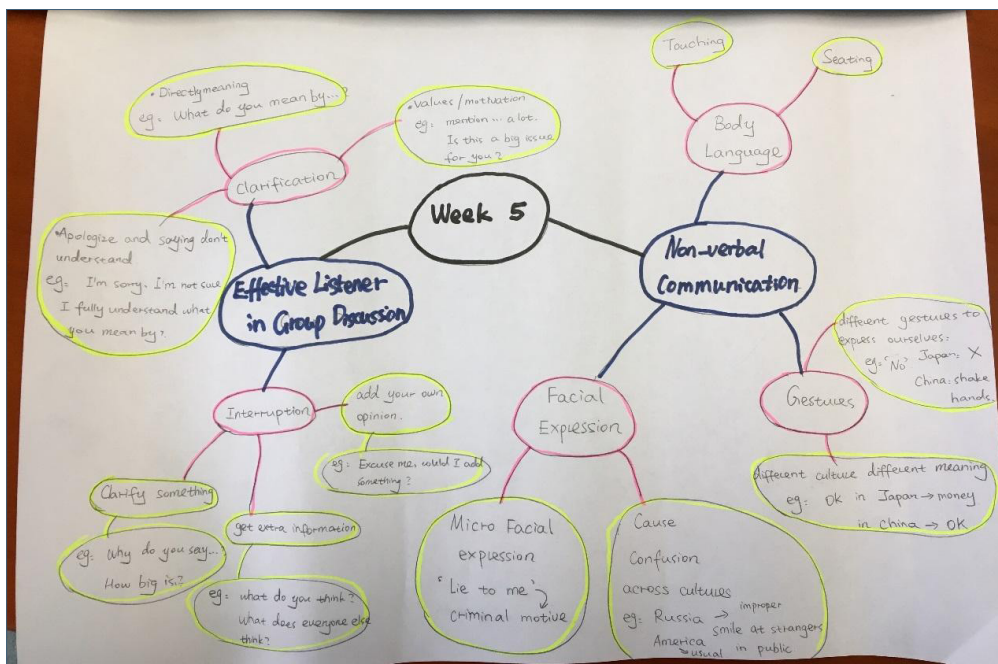 Week 5
Effective Listener
in Group Discussion
Clarification
• Directly meaning
eg: What do you mean by...?
• Values/motivation
eg: mention ... a lot.
Is this a big issue
for you?
• Apologize and saying don't
understand
eg: I'm sorry. I'm not sure
I fully understand what
you mean by?
Interruption
add your own
opinion.
eg: Excuse me, would I add
something?
Clarify something
eg: Why do you say...?
How big is.?
get extra information
eg: what do you think?
What does everyone else
think?
Non-verbal
Communication
Body
Language
Touching
Seating
Facial
Expression
Micro Facial
expression
"Lie to me"
criminal motive
Cause
Confusion
across cultures
eg: Russia → improper
smile at strangers
America → usual in public
Gestures
different gestures to
express ourselves:
eg: "No" Japan: X
China: shake
hands.
different culture different meaning
eg: OK in Japan → money
in China → OK